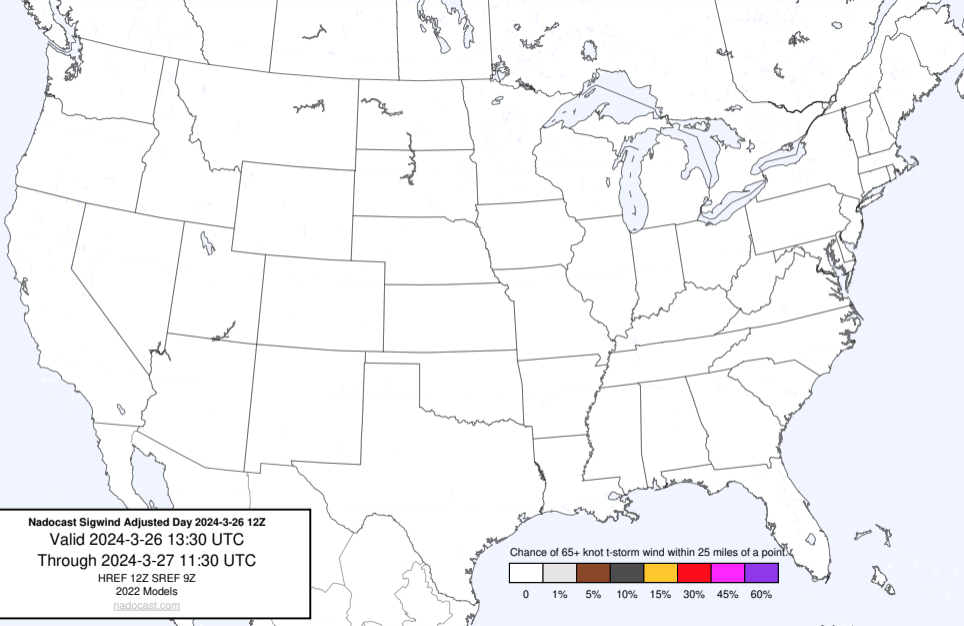 Nadocast Sigwind Adjusted Day 2024-3-26 12Z
Valid 2024-3-26 13:30 UTC
Through 2024-3-27 11:30 UTC
HREF 12Z SREF 9Z
2022 Models
nadocast.com
Chance of 65+ knot t-storm wind within 25 miles of a point.
0 1% 5% 10% 15% 30% 45% 60%